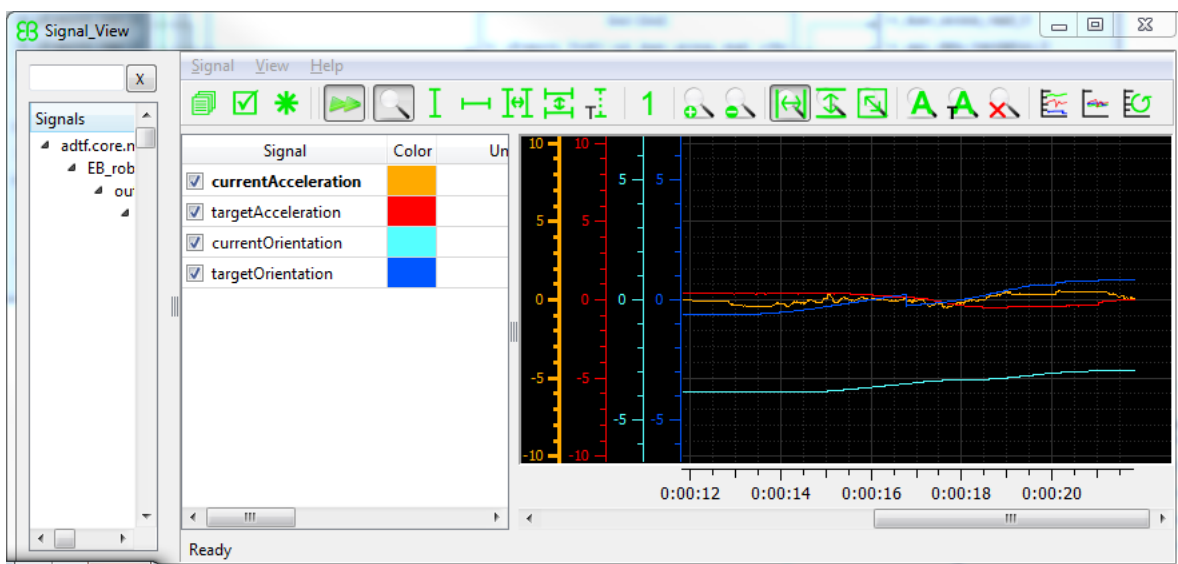 EB Signal_View
X
Signal View Help
Signals
adtf.core.n
EB_rob
ou
T
1
A
A
T
Signal Color Un
currentAcceleration
targetAcceleration
currentOrientation
targetOrientation
10 10
5 5
5 5
0 0 0 0
-5 -5
-5 -5
-10 -10
0:00:12 0:00:14 0:00:16 0:00:18 0:00:20
Ready